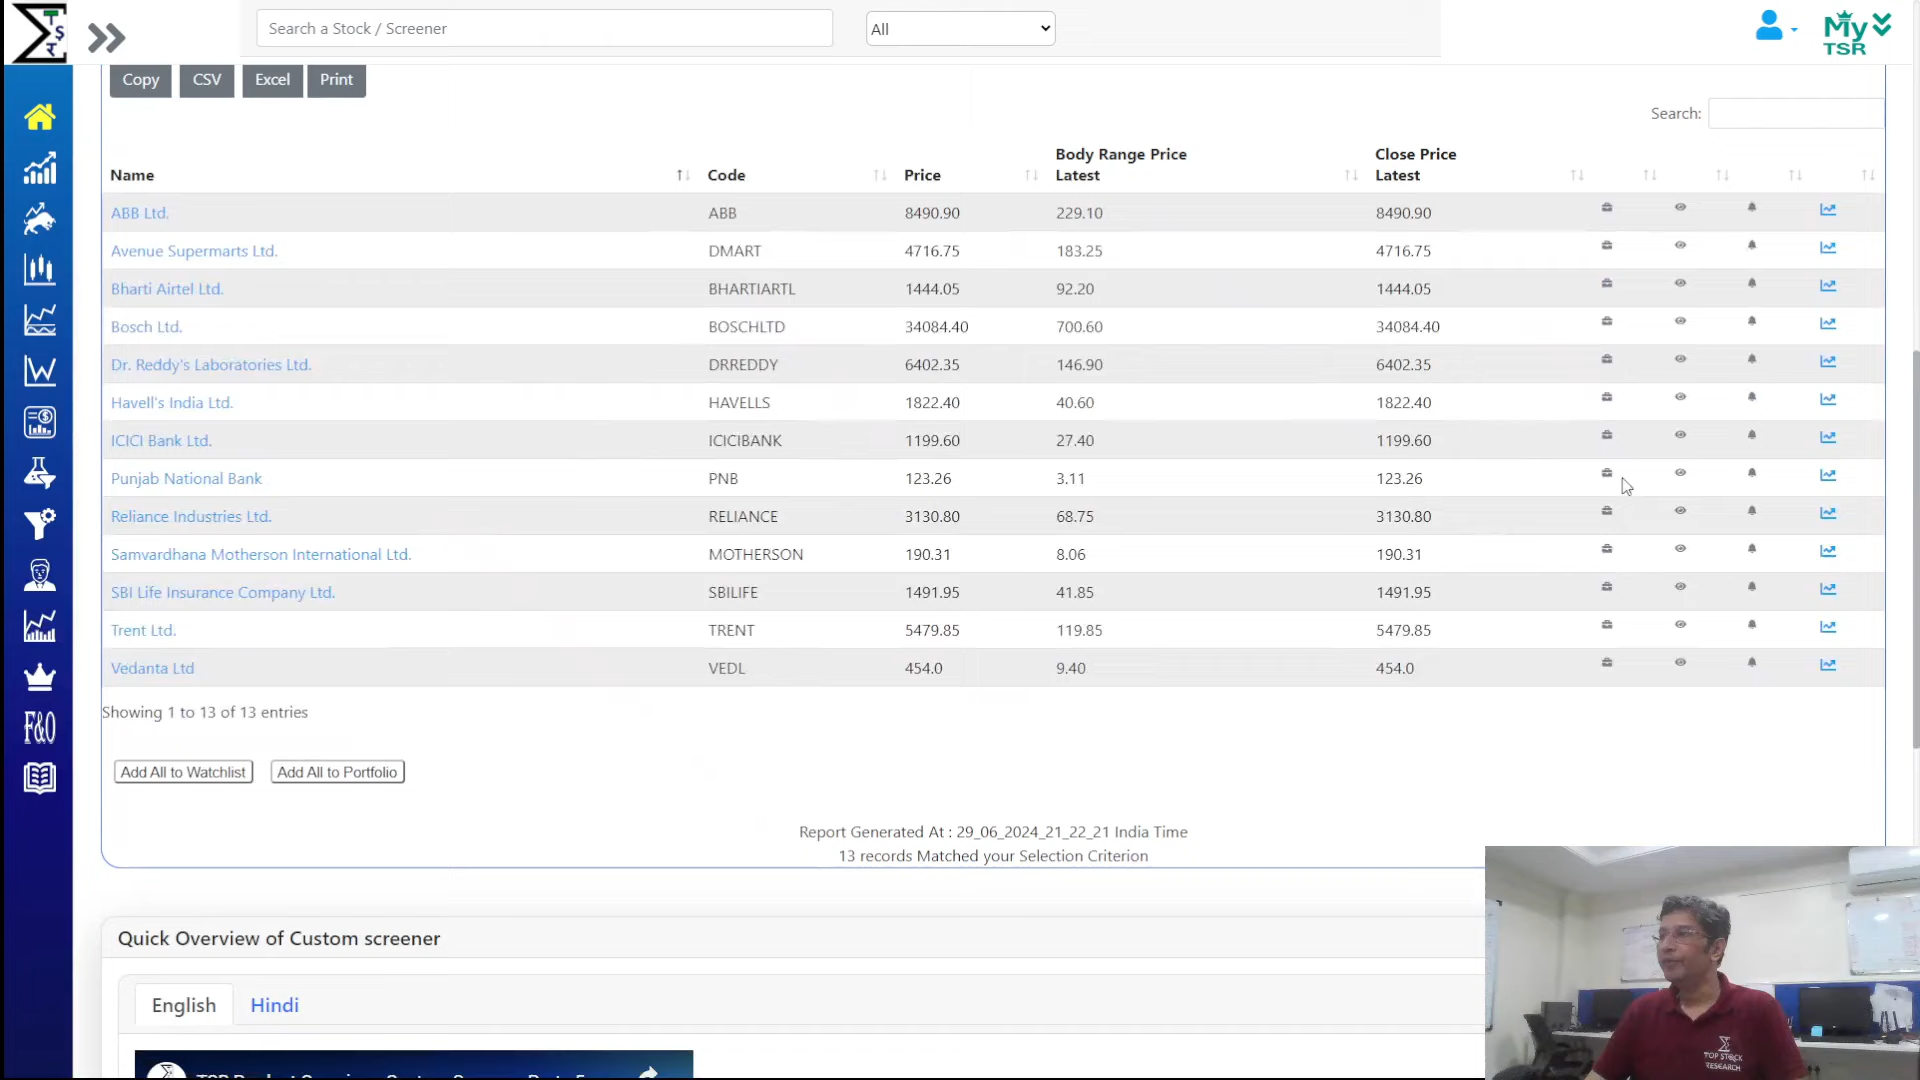 T $ ₹
Search a Stock / Screener
All
My
TSR
Copy CSV Excel Print
Search:
Name Code Price Body Range Price Latest Close Price Latest
ABB Ltd. ABB 8490.90 229.10 8490.90
Avenue Supermarts Ltd. DMART 4716.75 183.25 4716.75
Bharti Airtel Ltd. BHARTIARTL 1444.05 92.20 1444.05
Bosch Ltd. BOSCHLTD 34084.40 700.60 34084.40
Dr. Reddy's Laboratories Ltd. DRREDDY 6402.35 146.90 6402.35
Havell's India Ltd. HAVELLS 1822.40 40.60 1822.40
ICICI Bank Ltd. ICICIBANK 1199.60 27.40 1199.60
Punjab National Bank PNB 123.26 3.11 123.26
Reliance Industries Ltd. RELIANCE 3130.80 68.75 3130.80
Samvardhana Motherson International Ltd. MOTHERSON 190.31 8.06 190.31
SBI Life Insurance Company Ltd. SBILIFE 1491.95 41.85 1491.95
Trent Ltd. TRENT 5479.85 119.85 5479.85
Vedanta Ltd VEDL 454.0 9.40 454.0
F&O
Showing 1 to 13 of 13 entries
Add All to Watchlist Add All to Portfolio
Report Generated At : 29_06_2024_21_22_21 India Time
13 records Matched your Selection Criterion
Quick Overview of Custom screener
English Hindi
TOP STOCK
RESEARCH